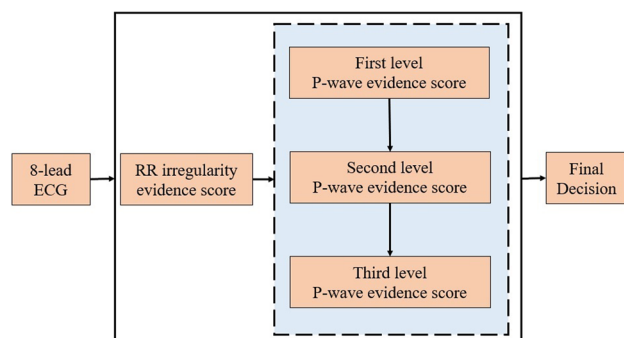 8-lead
ECG
RR irregularity
evidence score
First level
P-wave evidence score
Second level
P-wave evidence score
Third level
P-wave evidence score
Final
Decision